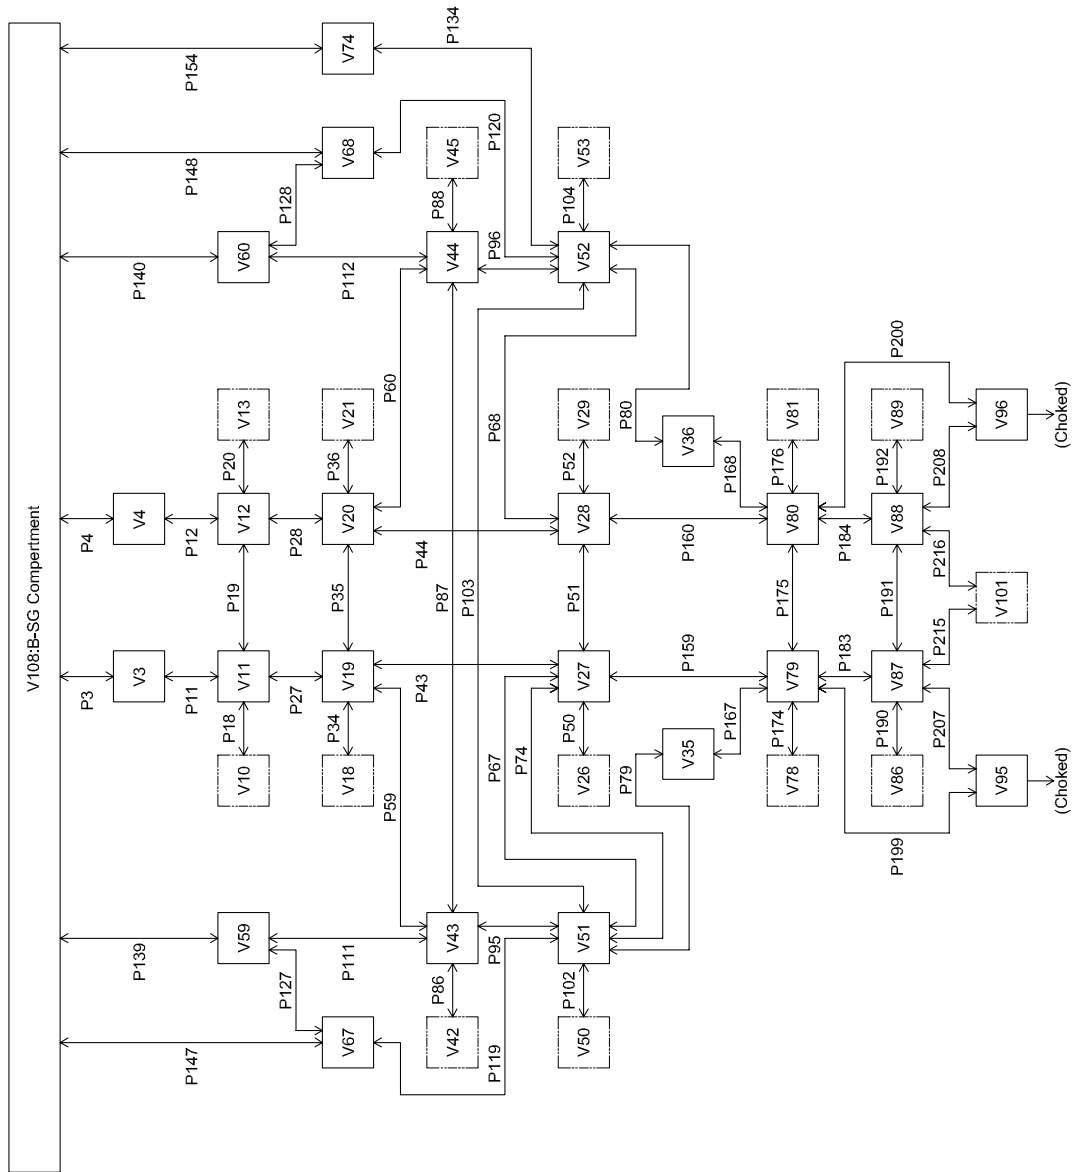 V108:B-SG Compertment
P134
P154
V74
P148
V68
P120
P128
V45
V53
P140
V60
P88
P104
P112
V44
P96
V52
P200
P60
P68
P80
V13
V21
V29
V36
V81
V89
V96
(Choked)
P20
P36
P52
P168
P176
P192
P208
P4
V4
P12
V12
P28
V20
P44
V28
P160
V80
P184
V88
P216
P19
P35
P87
P103
P51
P175
P191
V101
P3
V3
P11
V11
P27
V19
P43
V27
P159
V79
P183
V87
P215
P18
P34
P67
P74
P50
P79
V35
P167
P174
P190
P207
V10
V18
P59
V26
V78
V86
V95
(Choked)
P199
P139
V59
P111
V43
P95
V51
P127
P86
P102
P147
V67
V42
P119
V50